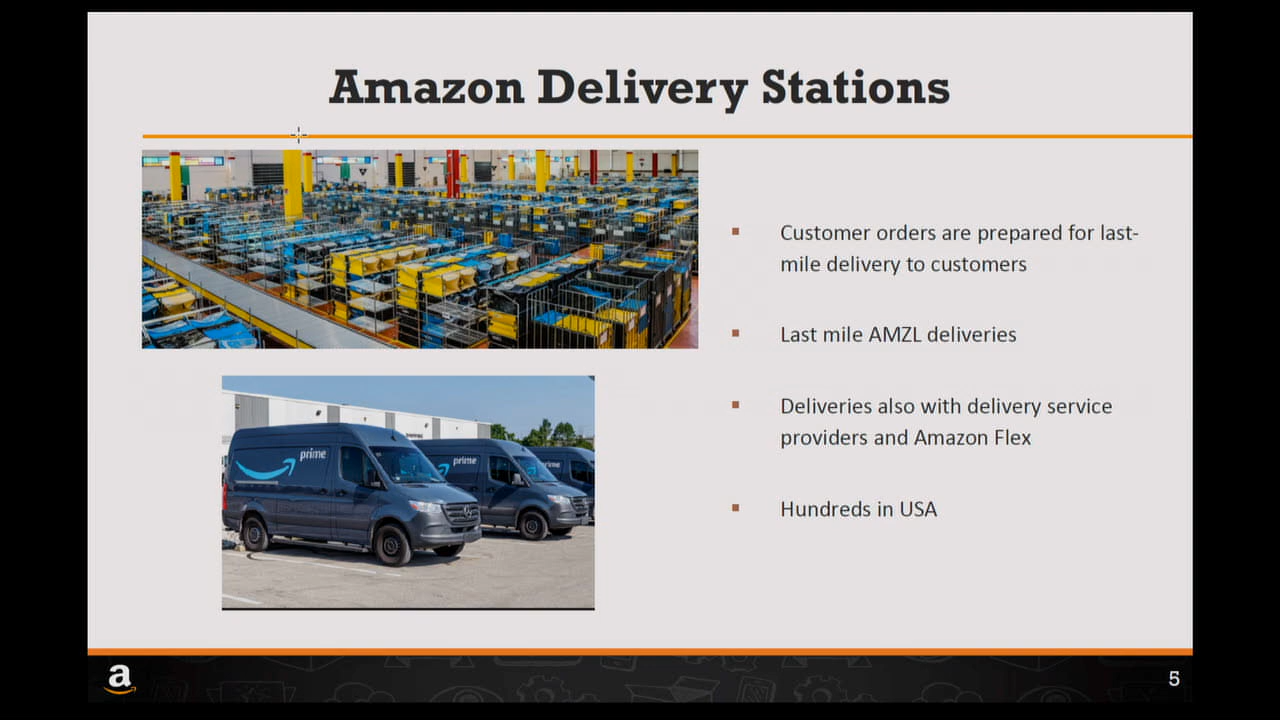 Amazon Delivery Stations
Customer orders are prepared for last-
mile delivery to customers
Last mile AMZL deliveries
Deliveries also with delivery service
providers and Amazon Flex
Hundreds in USA
prime
prime
prime
a
5